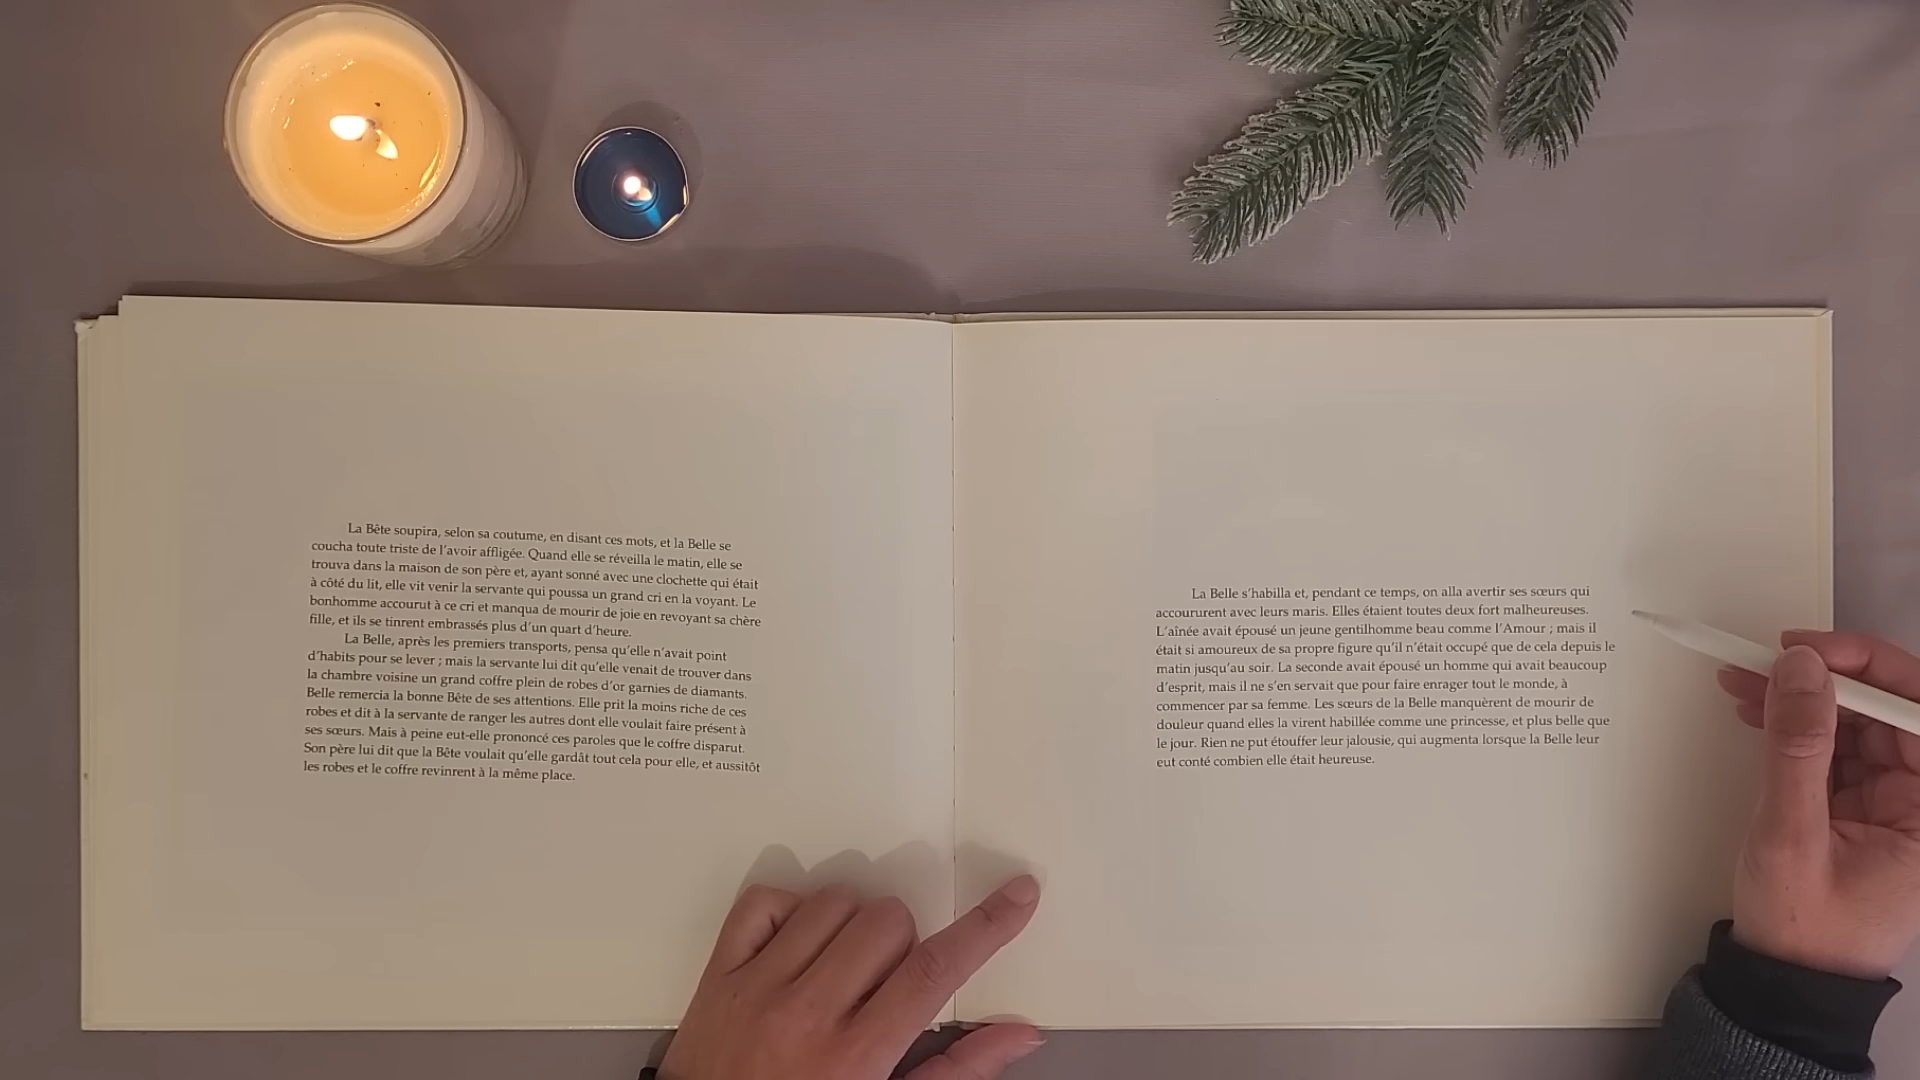 La Bête soupira, selon sa coutume, en disant ces mots, et la Belle se
coucha toute triste de l'avoir affligée. Quand elle se réveilla le matin, elle se
trouva dans la maison de son père et, ayant sonné avec une clochette qui était
à côté du lit, elle vit venir la servante qui poussa un grand cri en la voyant. Le
bonhomme accourut à ce cri et manqua de mourir de joie en revoyant sa chère
fille, et ils se tinrent embrassés plus d'un quart d'heure.
La Belle, après les premiers transports, pensa qu'elle n'avait point
d'habits pour se lever ; mais la servante lui dit qu'elle venait de trouver dans
la chambre voisine un grand coffre plein de robes d'or garnies de diamants.
Belle remercia la bonne Bête de ses attentions. Elle prit la moins riche de ces
robes et dit à la servante de ranger les autres dont elle voulait faire présent à
ses sœurs. Mais à peine eut-elle prononcé ces paroles que le coffre disparut.
Son père lui dit que la Bête voulait qu'elle gardât tout cela pour elle, et aussitôt
les robes et le coffre revinrent à la même place.
La Belle s'habilla et, pendant ce temps, on alla avertir ses sœurs qui
accoururent avec leurs maris. Elles étaient toutes deux fort malheureuses.
L'aînée avait épousé un jeune gentilhomme beau comme l'Amour ; mais il
était si amoureux de sa propre figure qu'il n'était occupé que de cela depuis le
matin jusqu'au soir. La seconde avait épousé un homme qui avait beaucoup
d'esprit, mais il ne s'en servait que pour faire enrager tout le monde, à
commencer par sa femme. Les sœurs de la Belle manquèrent de mourir de
douleur quand elles la virent habillée comme une princesse, et plus belle que
le jour. Rien ne put étouffer leur jalousie, qui augmenta lorsque la Belle leur
eut conté combien elle était heureuse.